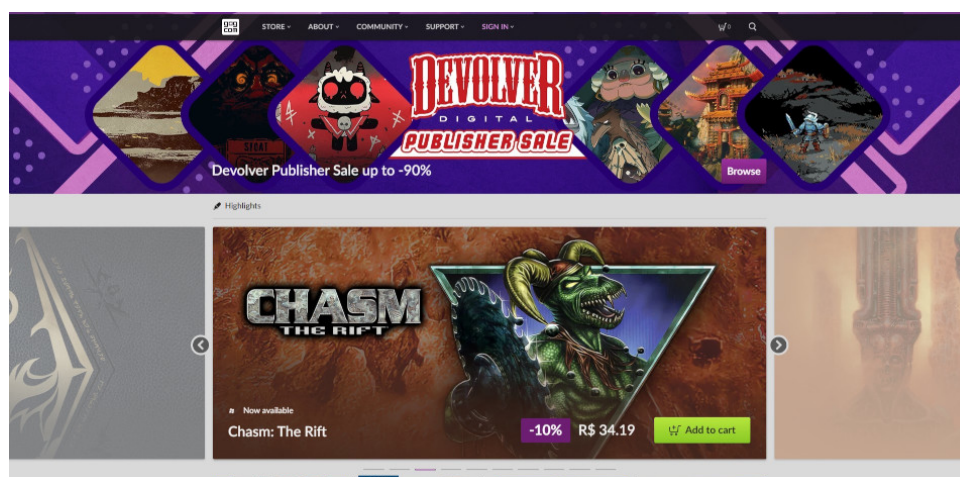 gog
com
STORE
ABOUT
COMMUNITY
SUPPORT
SIGN IN
0
DEVOLVER
DIGITAL
PUBLISHER SALE
Devolver Publisher Sale up to -90%
Browse
Highlights
CHASM
THE RIFT
Now available
Chasm: The Rift
-10%
R$ 34.19
Add to cart